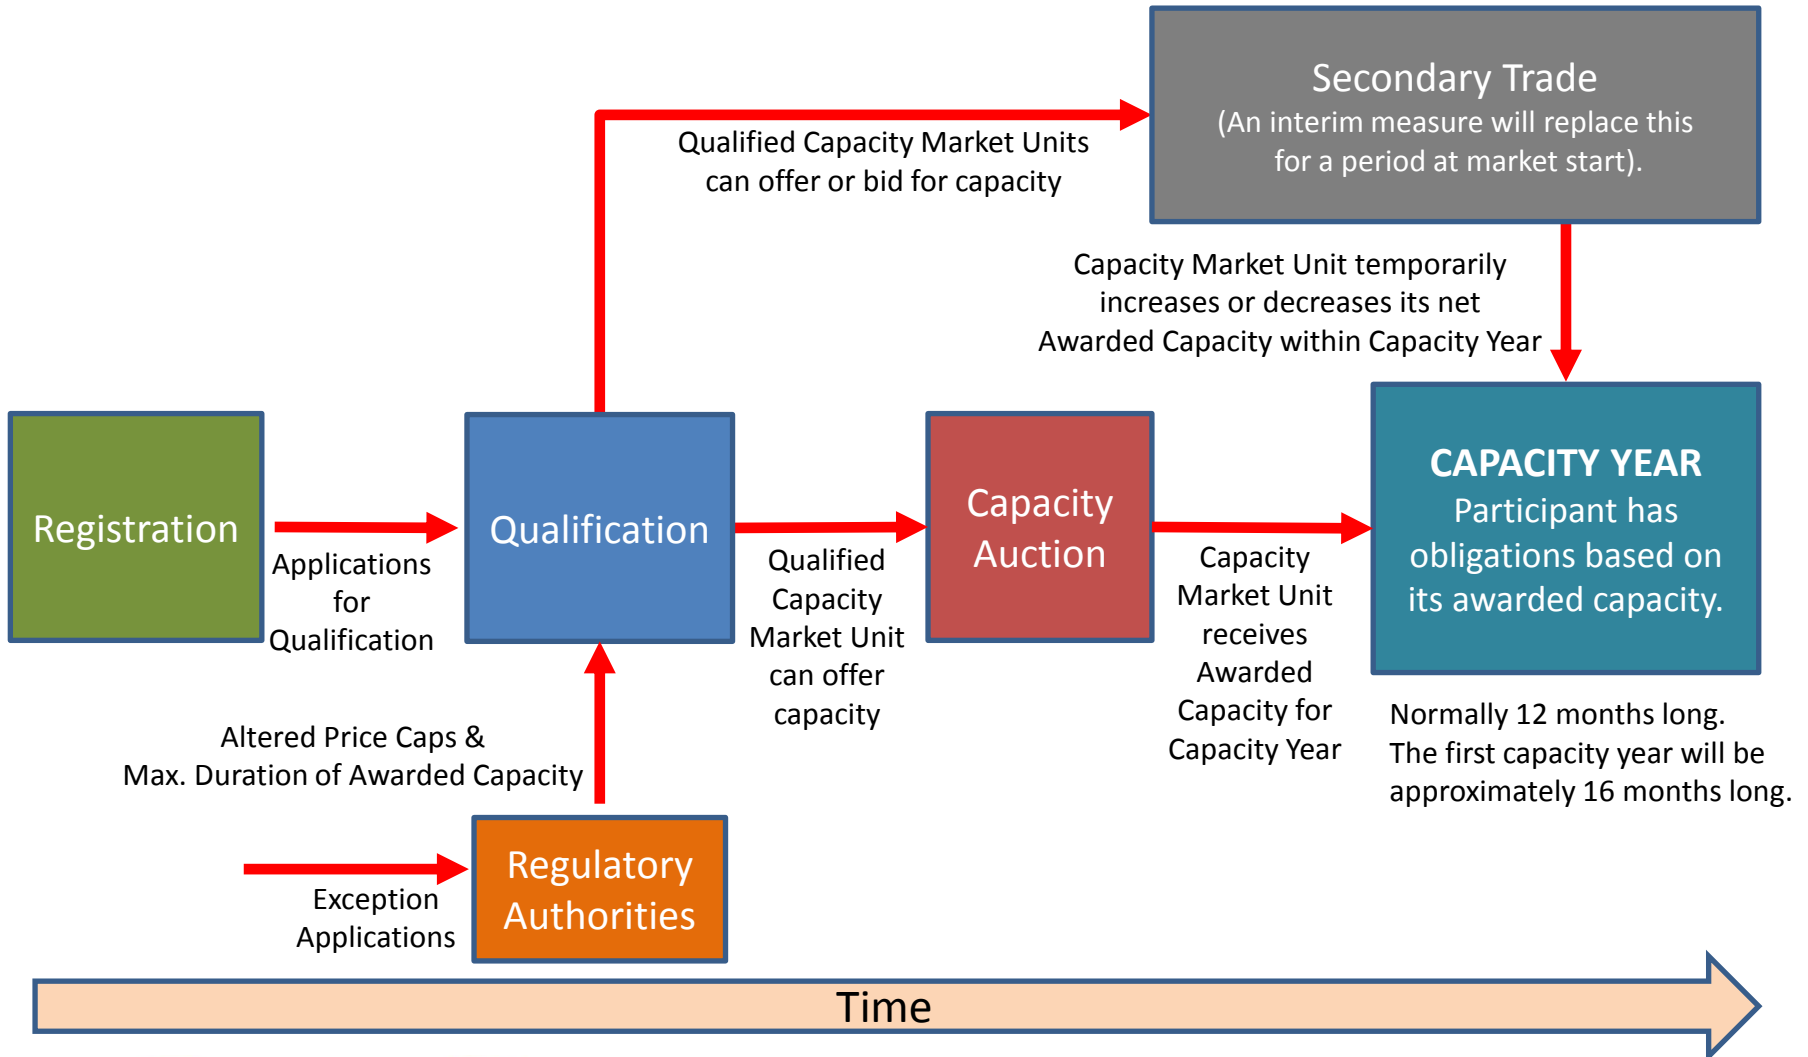 Secondary Trade
(An interim measure will replace this
for a period at market start).
Qualified Capacity Market Units
can offer or bid for capacity
Capacity Market Unit temporarily
increases or decreases its net
Awarded Capacity within Capacity Year
Registration
Applications
for
Qualification
Qualification
Qualified
Capacity
Market Unit
can offer
capacity
Capacity
Auction
Capacity
Market Unit
receives
Awarded
Capacity for
Capacity Year
CAPACITY YEAR
Participant has
obligations based on
its awarded capacity.
Normally 12 months long.
The first capacity year will be
approximately 16 months long.
Altered Price Caps &
Max. Duration of Awarded Capacity
Exception
Applications
Regulatory
Authorities
Time